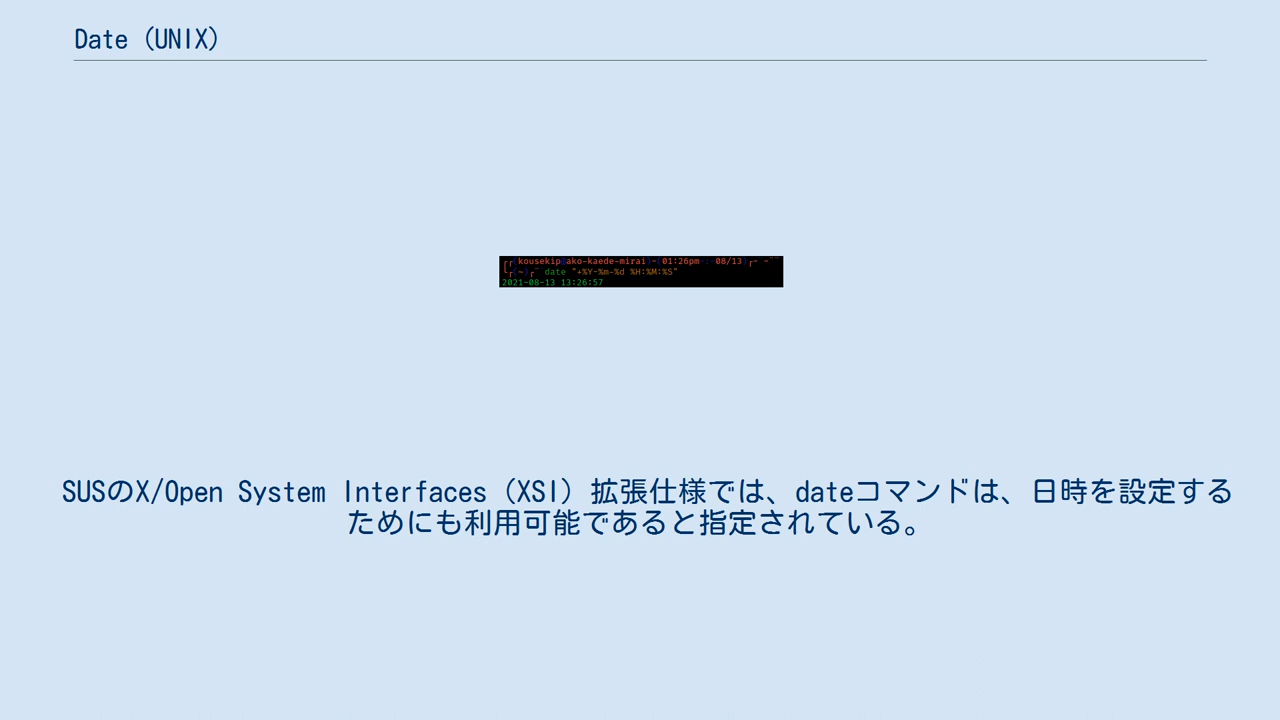 Date（UNIX）
kousekip@ako-kaede-mirai 01:26pm 08/13
~ date "+%Y-%m-%d %H:%M:%S"
2021-08-13 13:26:57
SUSのX/Open System Interfaces（XSI）拡張仕様では、dateコマンドは、日時を設定する
ためにも利用可能であると指定されている。